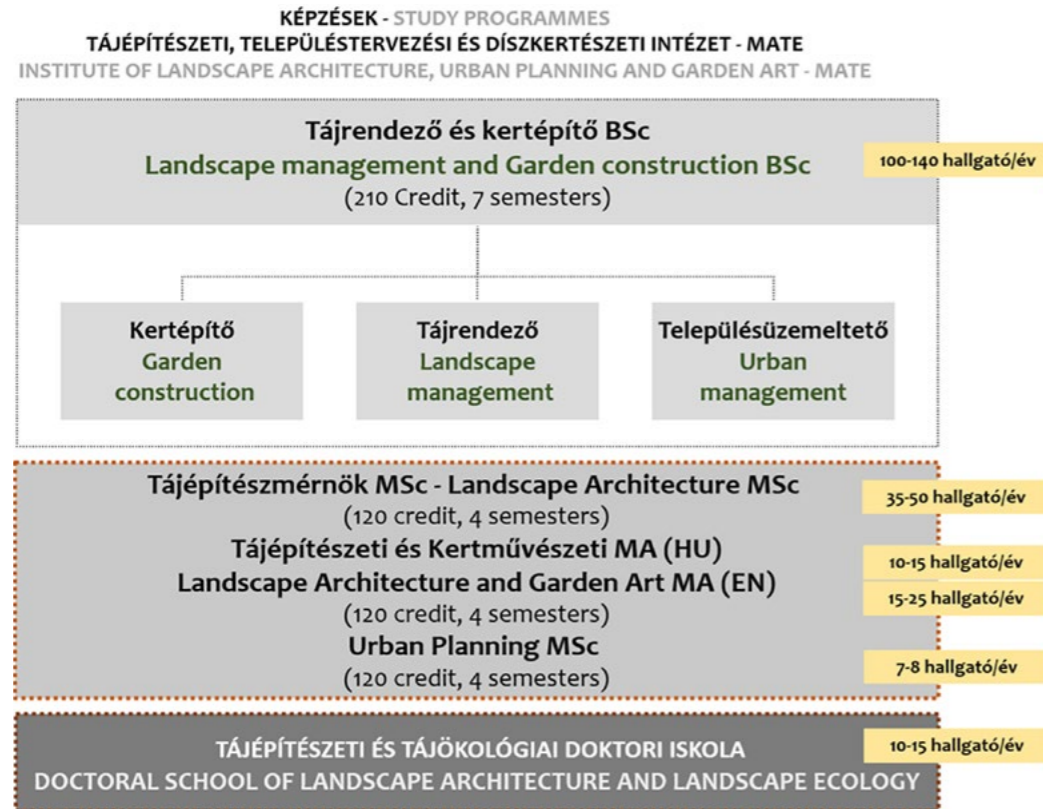 KÉPZÉSEK - STUDY PROGRAMMES
TÁJÉPÍTÉSZETI, TELEPÜLÉSTERVEZÉSI ÉS DÍSZKERTÉSZETI INTÉZET - MATE
INSTITUTE OF LANDSCAPE ARCHITECTURE, URBAN PLANNING AND GARDEN ART - MATE
Tájrendező és kertépítő BSc
Landscape management and Garden construction BSc
(210 Credit, 7 semesters)
100-140 hallgató/év
Kertépítő
Garden
construction
Tájrendező
Landscape
management
Településüzemeltető
Urban
management
Tájépítészmérnök MSc - Landscape Architecture MSc
(120 credit, 4 semesters)
35-50 hallgató/év
Tájépítészeti és Kertművészeti MA (HU)
10-15 hallgató/év
Landscape Architecture and Garden Art MA (EN)
15-25 hallgató/év
(120 credit, 4 semesters)
Urban Planning MSc
(120 credit, 4 semesters)
7-8 hallgató/év
TÁJÉPÍTÉSZETI ÉS TÁJÖKOLÓGIAI DOKTORI ISKOLA
10-15 hallgató/év
DOCTORAL SCHOOL OF LANDSCAPE ARCHITECTURE AND LANDSCAPE ECOLOGY